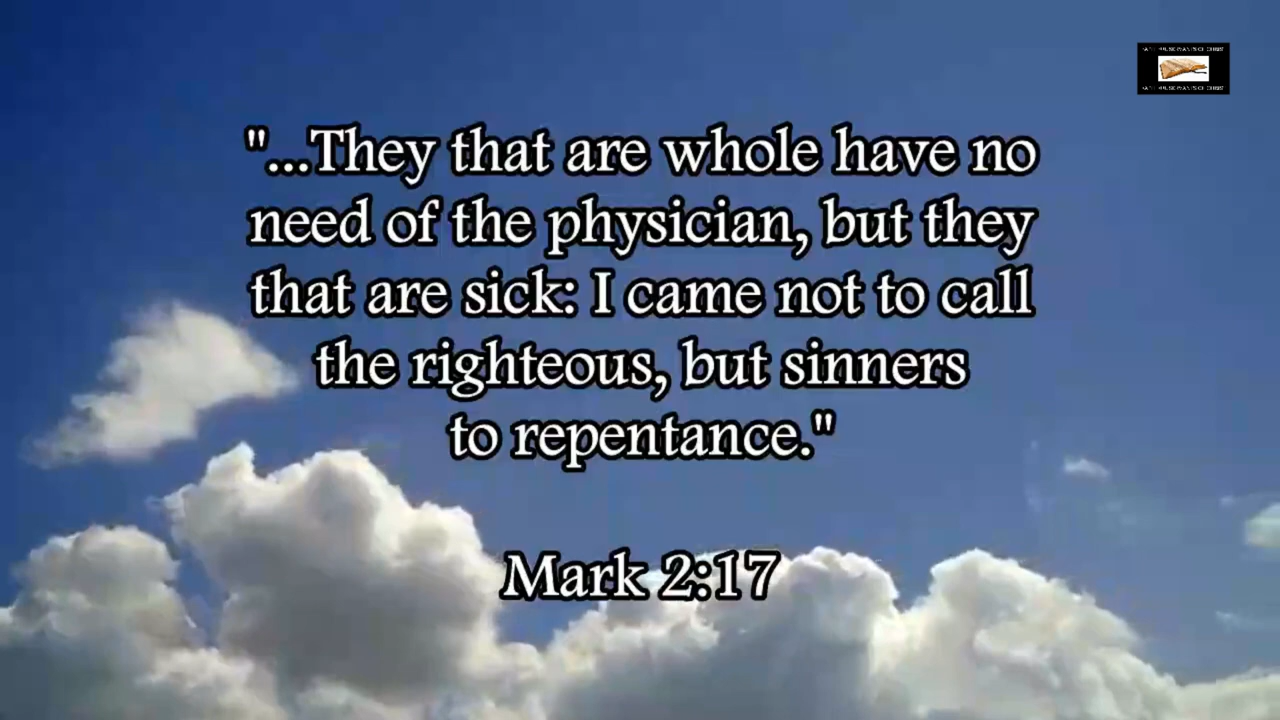 "...They that are whole have no
need of the physician, but they
that are sick: I came not to call
the righteous, but sinners
to repentance."
Mark 2:17